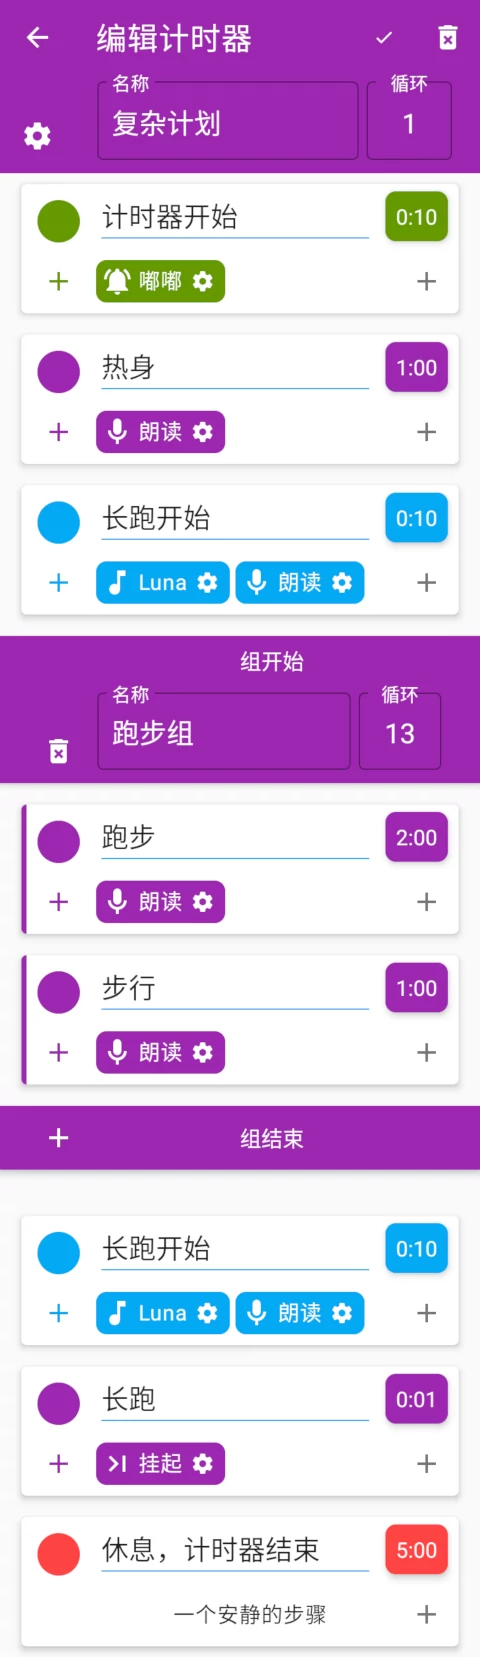 编辑计时器
名称
循环
复杂计划
1
计时器开始
0:10
嘟嘟
热身
1:00
朗读
长跑开始
0:10
Luna
朗读
组开始
名称
循环
跑步组
13
跑步
2:00
朗读
步行
1:00
朗读
组结束
长跑开始
0:10
Luna
朗读
长跑
0:01
挂起
休息，计时器结束
5:00
一个安静的步骤